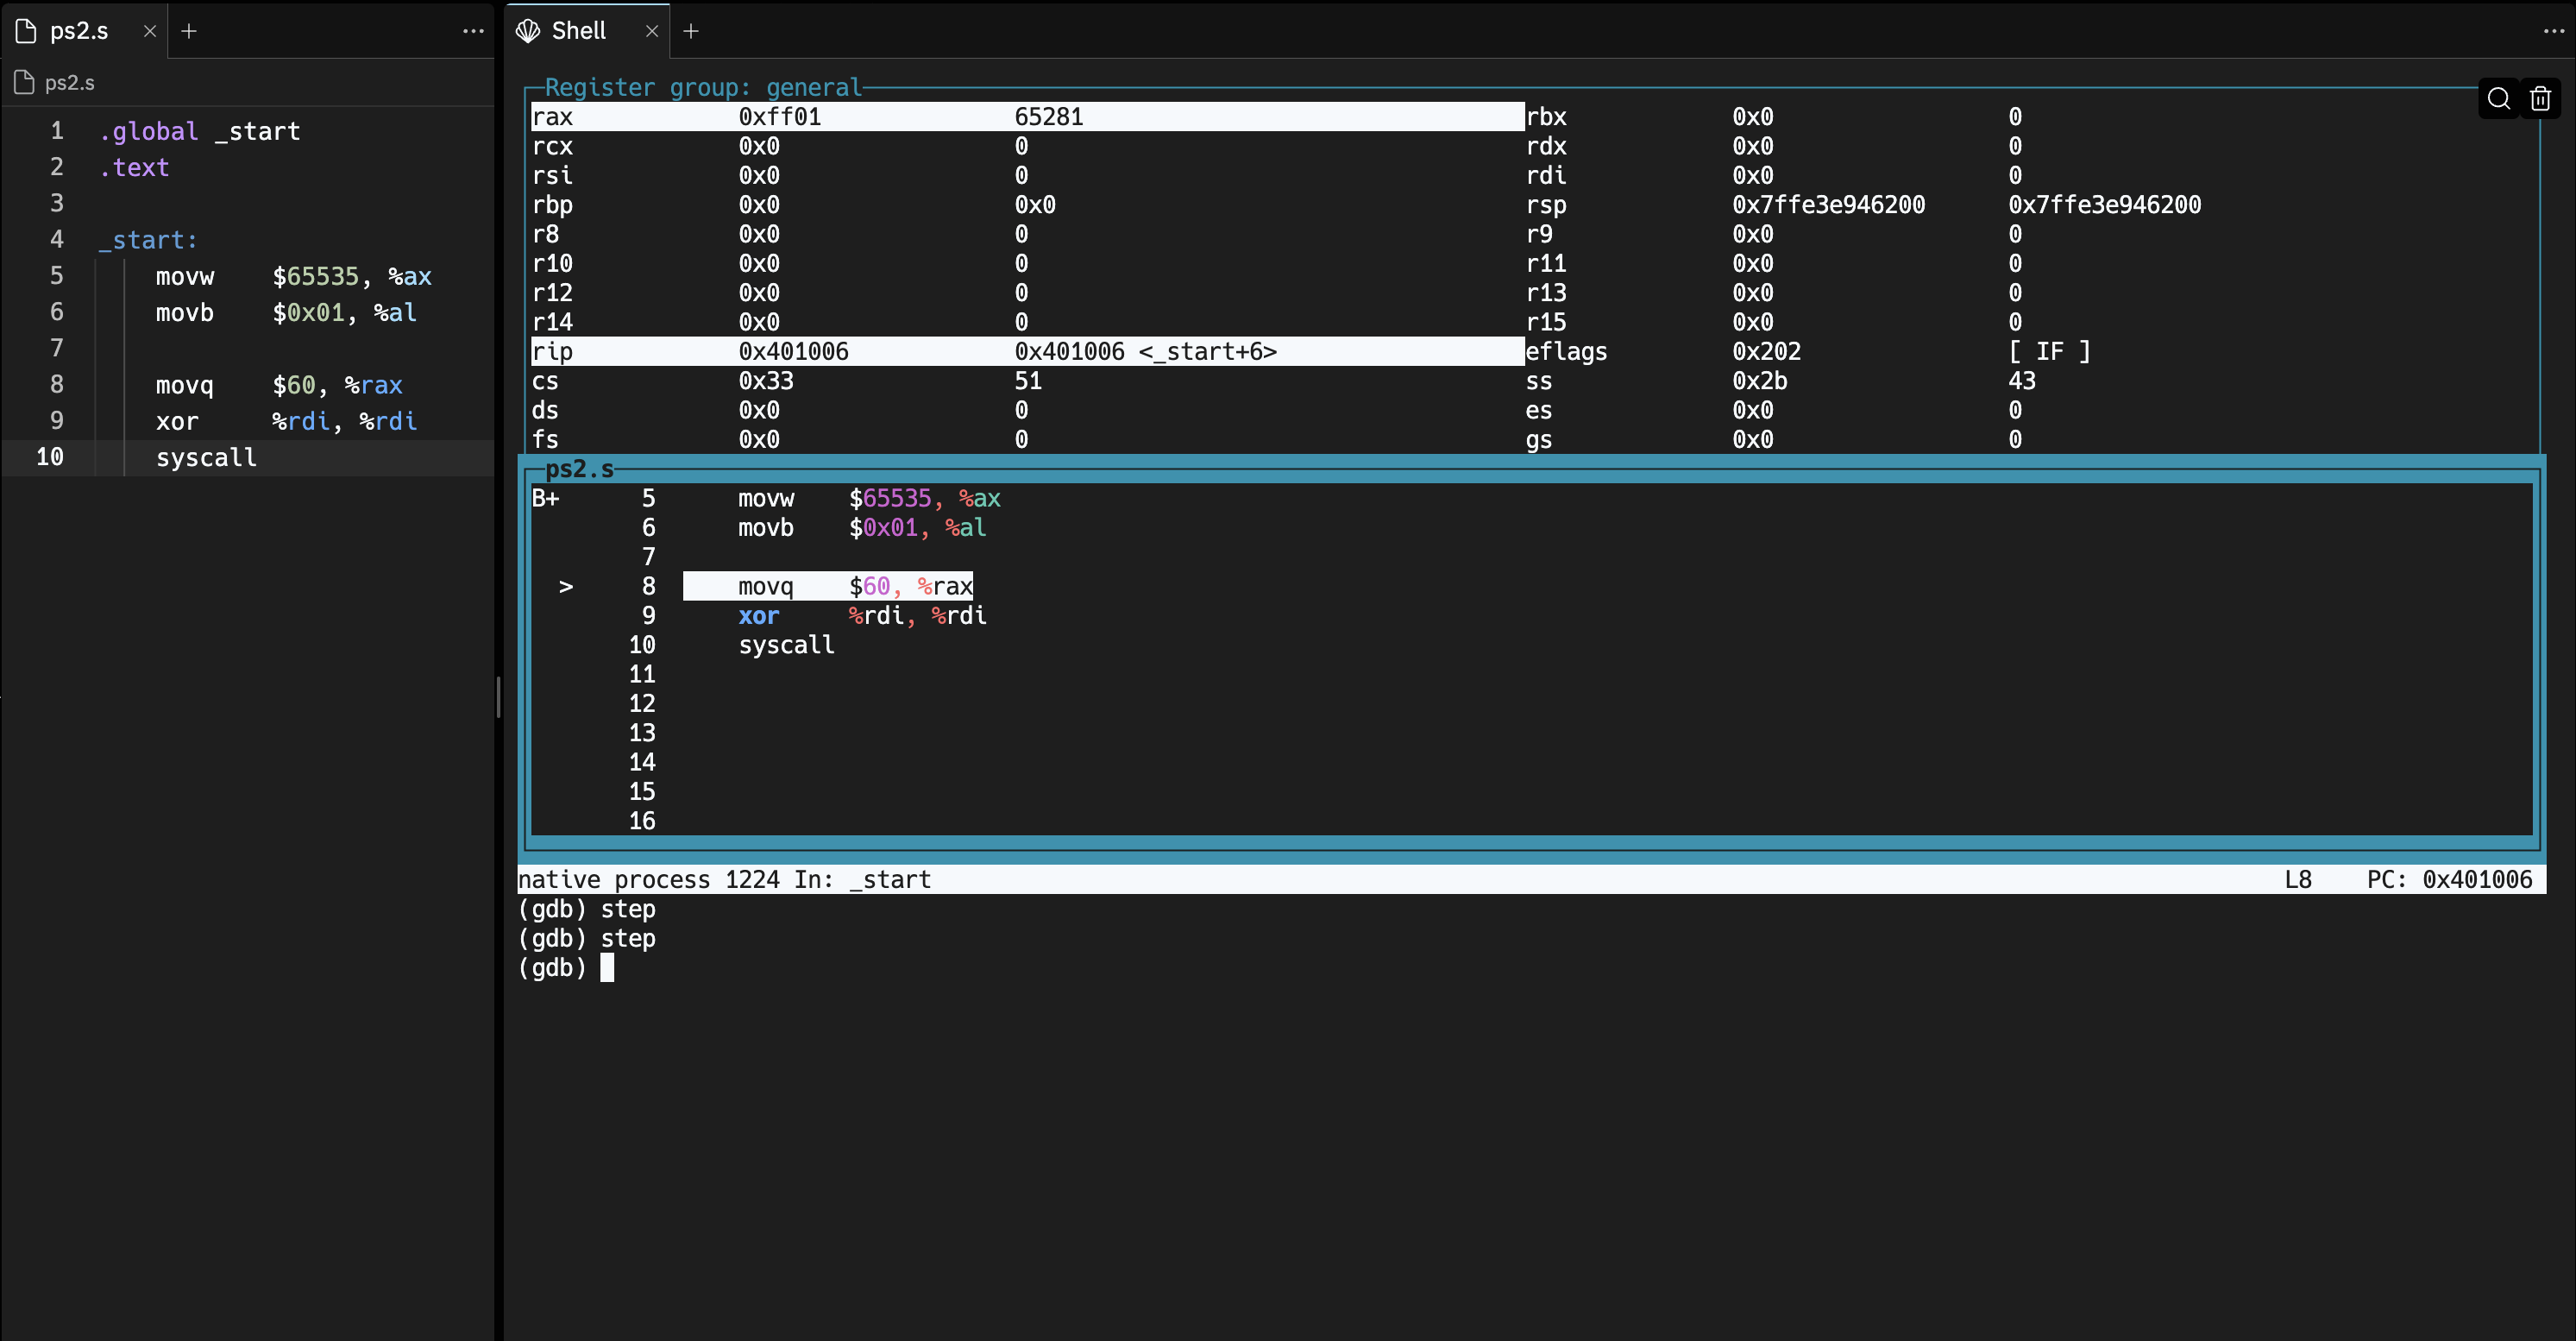 ps2.s
ps2.s
1 .global _start
2 .text
3
4 _start:
5 movw $65535, %ax
6 movb $0x01, %al
7
8 movq $60, %rax
9 xor %rdi, %rdi
10 syscall
Shell
Register group: general
rax 0xff01 65281 rbx 0x0 0
rcx 0x0 0 rdx 0x0 0
rsi 0x0 0 rdi 0x0 0
rbp 0x0 0x0 rsp 0x7ffe3e946200 0x7ffe3e946200
r8 0x0 0 r9 0x0 0
r10 0x0 0 r11 0x0 0
r12 0x0 0 r13 0x0 0
r14 0x0 0 r15 0x0 0
rip 0x401006 0x401006 <_start+6> eflags 0x202 [ IF ]
cs 0x33 51 ss 0x2b 43
ds 0x0 0 es 0x0 0
fs 0x0 0 gs 0x0 0
ps2.s
B+ 5 movw $65535, %ax
6 movb $0x01, %al
7
> 8 movq $60, %rax
9 xor %rdi, %rdi
10 syscall
11
12
13
14
15
16
native process 1224 In: _start L8 PC: 0x401006
(gdb) step
(gdb) step
(gdb)